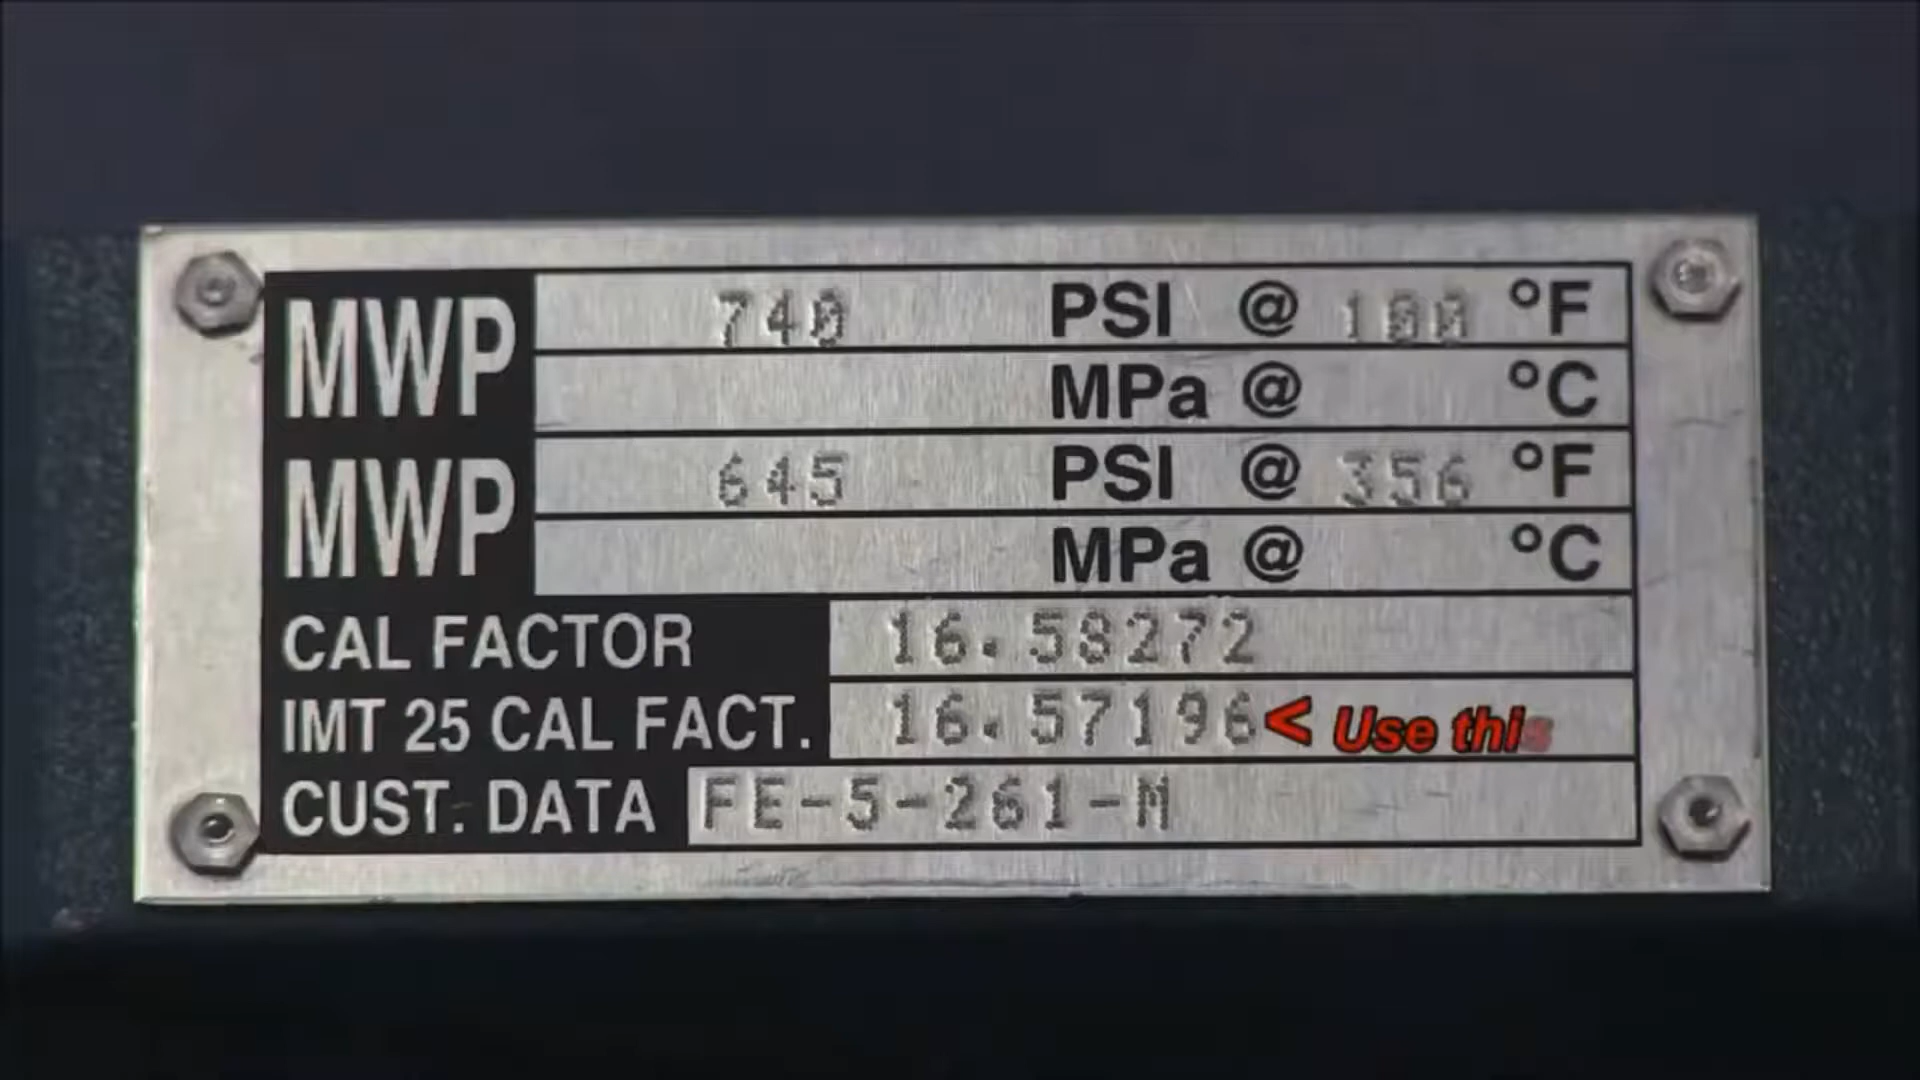 MWP 740 PSI @ 100 °F
MPa @ °C
MWP 645 PSI @ 356 °F
MPa @ °C
CAL FACTOR 16.58272
IMT 25 CAL FACT. 16.57196 < Use this
CUST. DATA FE-5-261-M